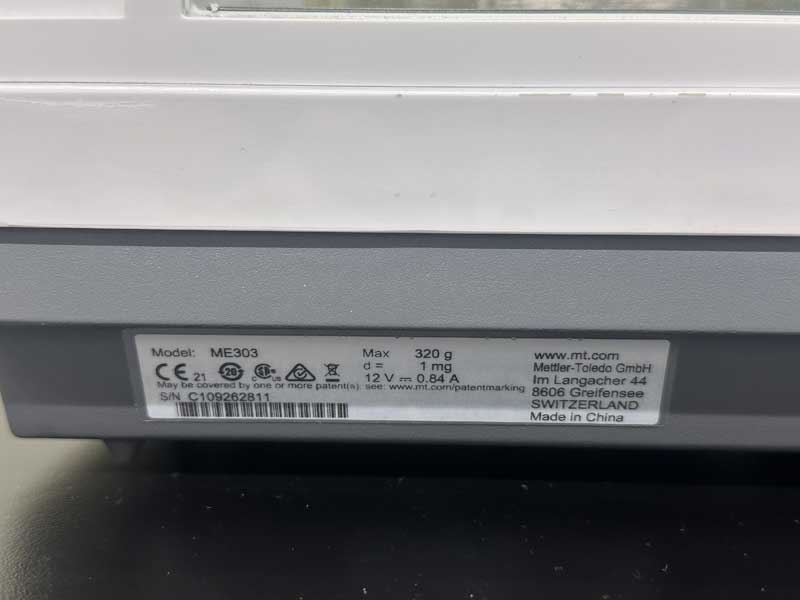 Model: ME303
Max 320 g
d = 1 mg
12 V ⎓ 0.84 A
CE 21
20
C US
May be covered by one or more patent(s). see: www.mt.com/patentmarking
S/N C109262811
www.mt.com
Mettler-Toledo GmbH
Im Langacher 44
8606 Greifensee
SWITZERLAND
Made in China